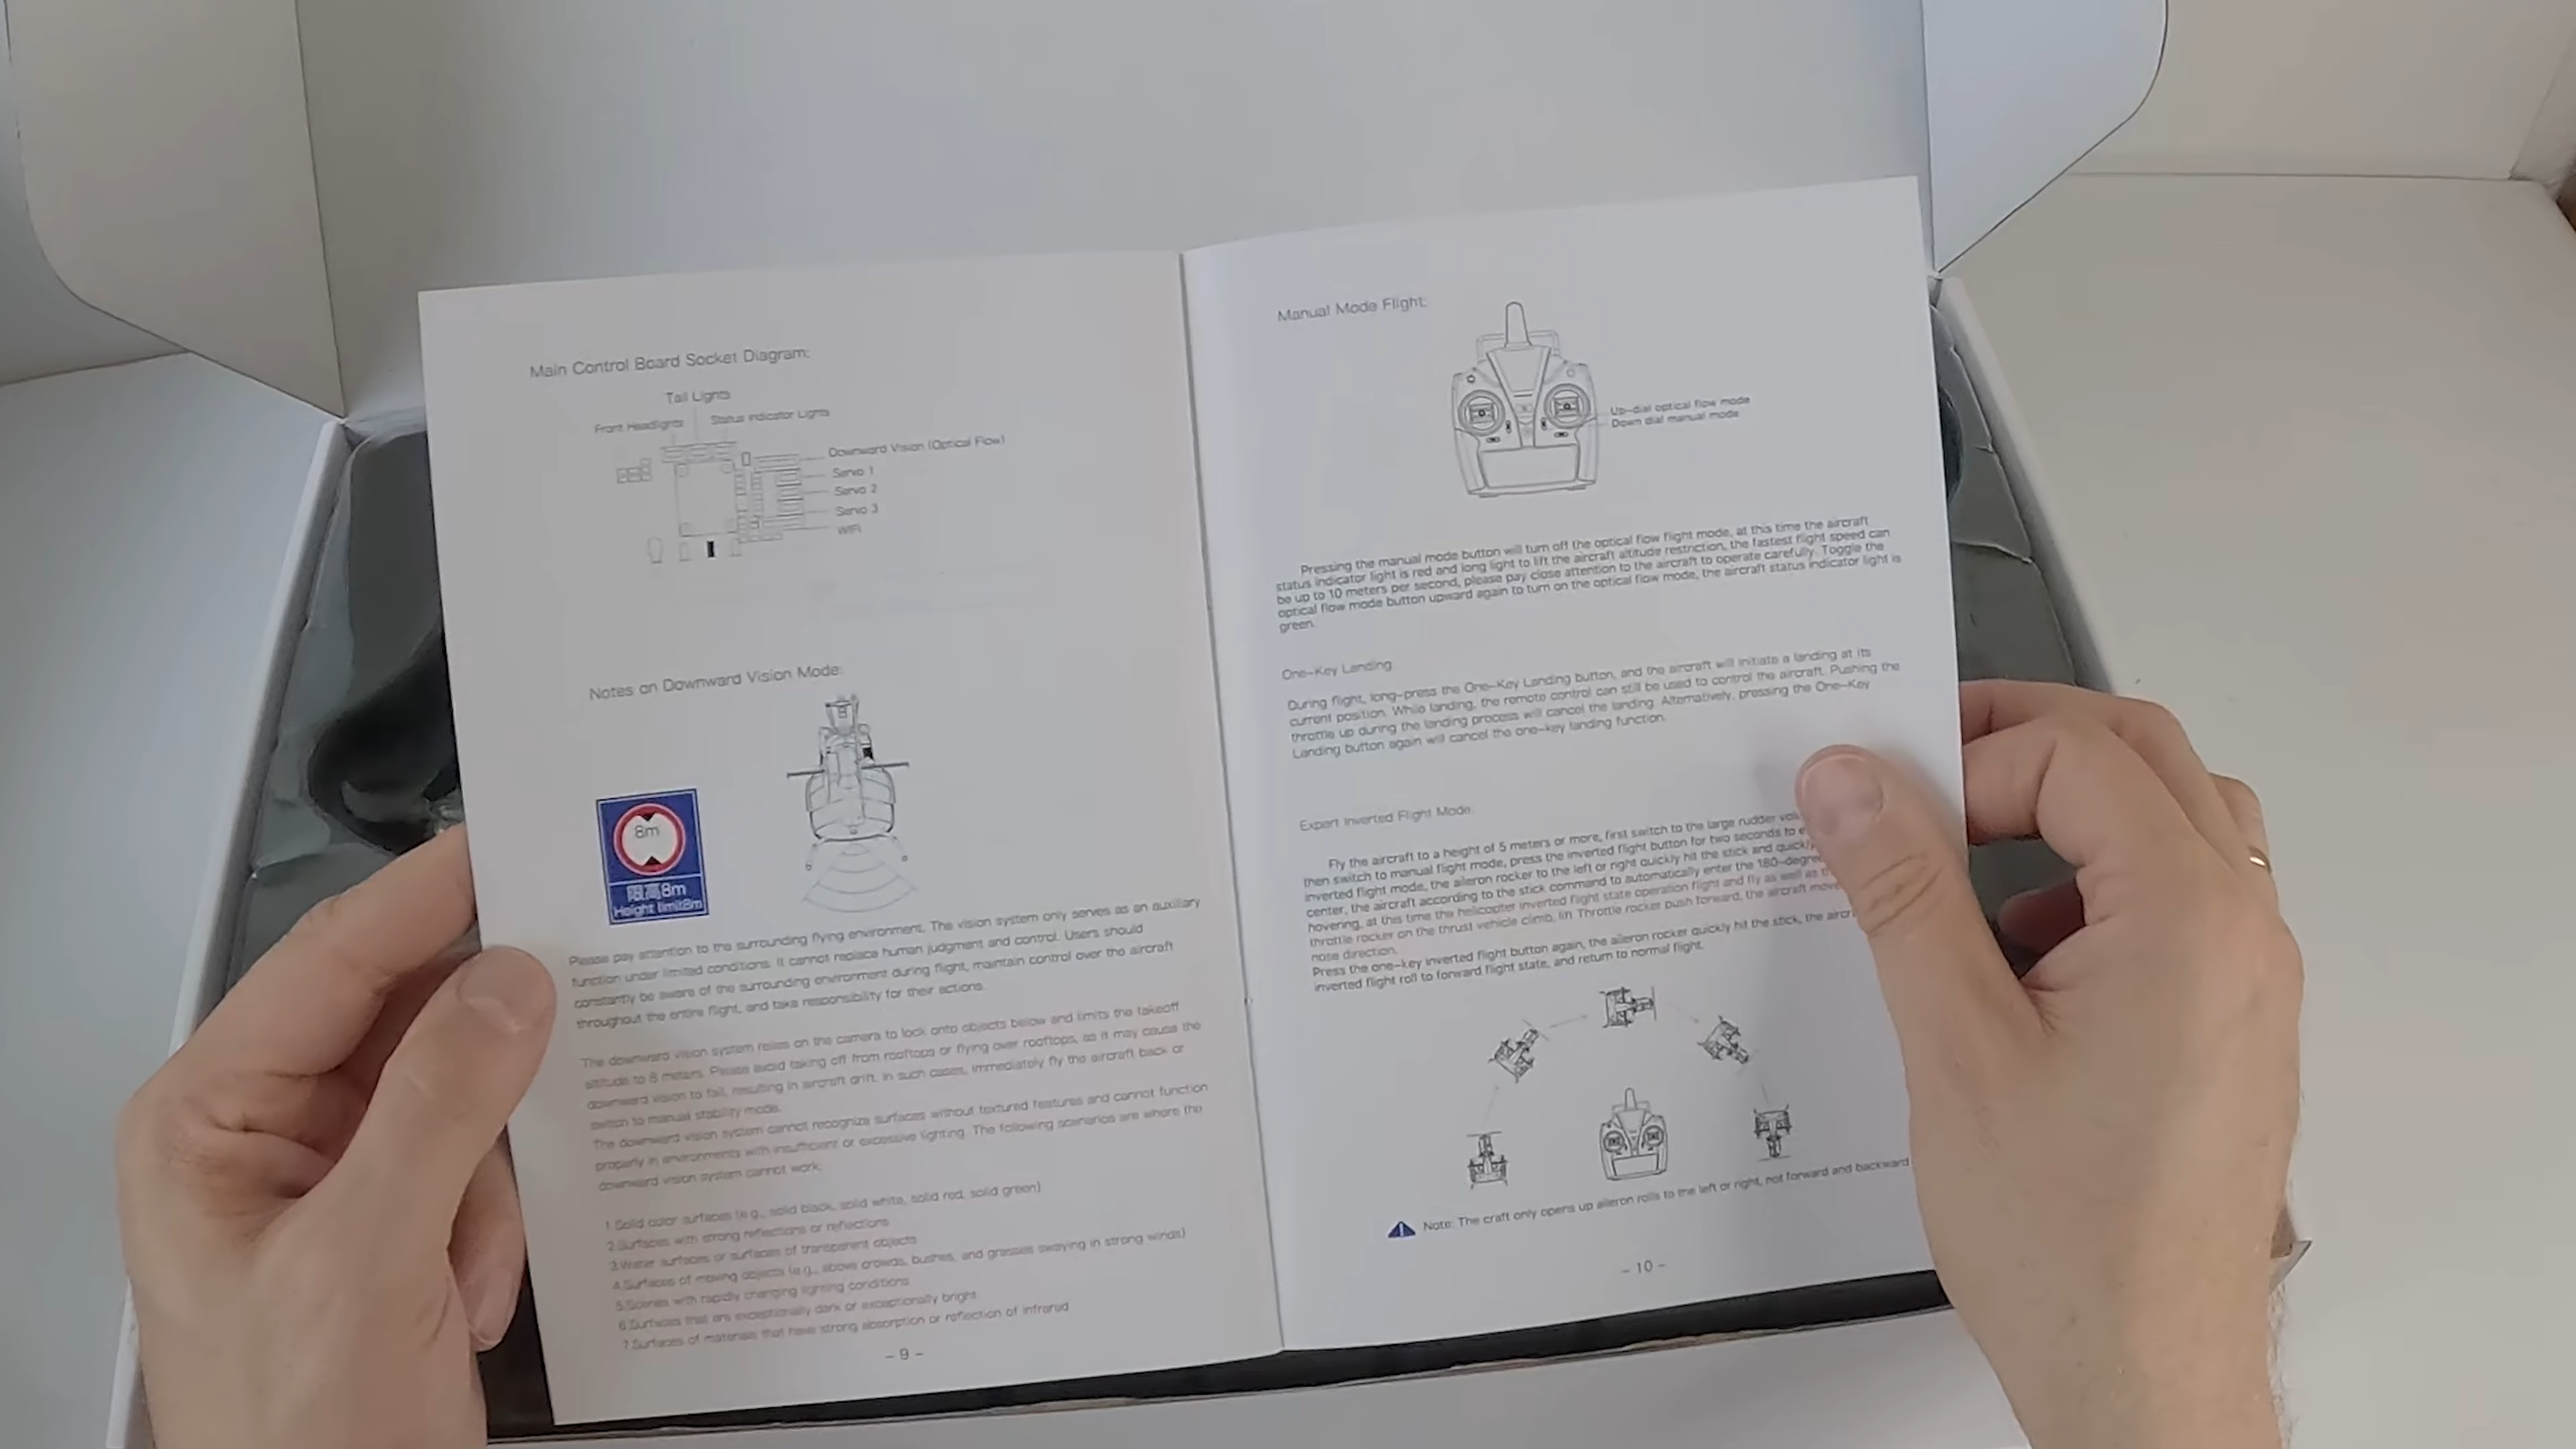 Main Control Board Socket Diagram:
Tail Lights
Front Headlights
Status Indicator Lights
Downward Vision (Optical Flow)
Servo 1
Servo 2
Servo 3
WIFI
Notes on Downward Vision Mode:
8m
限高8m
Height limit8m
Please pay attention to the surrounding flying environment. The vision system only serves as an auxiliary
function under limited conditions. It cannot replace human judgment and control. Users should
constantly be aware of the surrounding environment during flight, maintain control over the aircraft
throughout the entire flight, and take responsibility for their actions.
The downward vision system relies on the camera to lock onto objects below and limits the takeoff
altitude to 8 meters. Please avoid taking off from rooftops or flying over rooftops, as it may cause the
downward vision to fail, resulting in aircraft drift. In such cases, immediately fly the aircraft back or
switch to manual stability mode.
The downward vision system cannot recognize surfaces without textured features and cannot function
properly in environments with insufficient or excessive lighting. The following scenarios are where the
downward vision system cannot work:
1.Solid color surfaces (e.g., solid black, solid white, solid red, solid green)
2.Surfaces with strong reflections or reflections
3.Water surfaces or surfaces of transparent objects
4.Surfaces of moving objects (e.g., above crowds, bushes, and grasses swaying in strong winds)
5.Scenes with rapidly changing lighting conditions
6.Surfaces that are exceptionally dark or exceptionally bright
7.Surfaces of materials that have strong absorption or reflection of infrared
- 9 -
Manual Mode Flight:
Up-dial optical flow mode
Down dial manual mode
Pressing the manual mode button will turn off the optical flow flight mode, at this time the aircraft
status indicator light is red and long light to lift the aircraft altitude restriction, the fastest flight speed can
be up to 10 meters per second, please pay close attention to the aircraft to operate carefully. Toggle the
optical flow mode button upward again to turn on the optical flow mode, the aircraft status indicator light is
green.
One-Key Landing
During flight, long-press the One-Key Landing button, and the aircraft will initiate a landing at its
current position. While landing, the remote control can still be used to control the aircraft. Pushing the
throttle up during the landing process will cancel the landing. Alternatively, pressing the One-Key
Landing button again will cancel the one-key landing function.
Expert Inverted Flight Mode:
Fly the aircraft to a height of 5 meters or more, first switch to the large rudder
then switch to manual flight mode, press the inverted flight button for two seconds to
inverted flight mode, the aileron rocker to the left or right quickly hit the stick and quickly
center, the aircraft according to the stick command to automatically enter the 180-degree
hovering, at this time the helicopter inverted flight state operation flight and fly as well as
throttle rocker on the thrust vehicle climb, lift Throttle rocker push forward, the aircraft
nose direction.
Press the one-key inverted flight button again, the aileron rocker quickly hit the stick, the
inverted flight roll to forward flight state, and return to normal flight.
Note: The craft only opens up aileron rolls to the left or right, not forward and backward
- 10 -